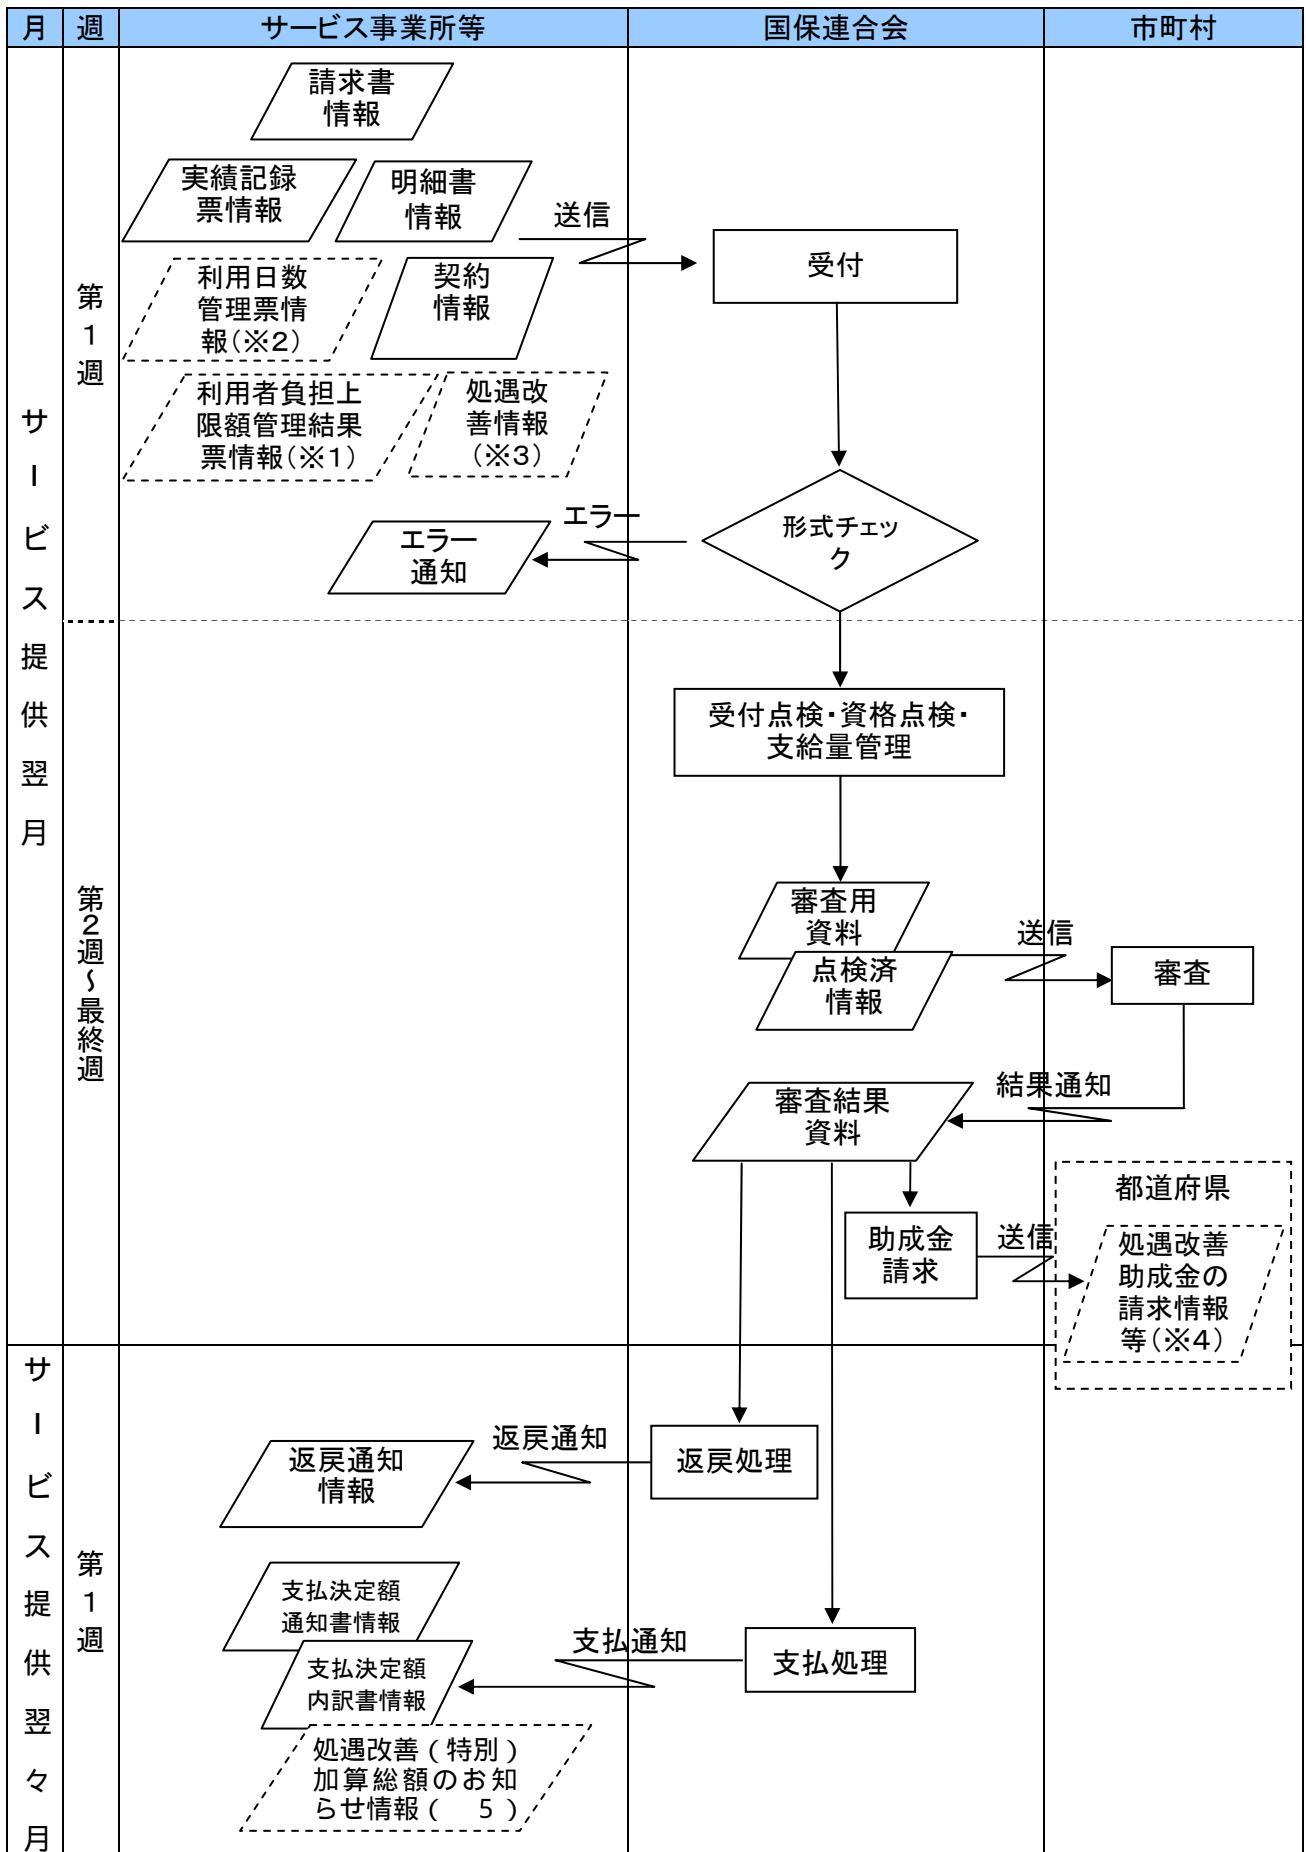 月
週
サービス事業所等
国保連合会
市町村
サービス提供翌月
第1週
請求書
情報
実績記録
票情報
明細書
情報
送信
受付
利用日数
管理票情
報(※2)
契約
情報
利用者負担上
限額管理結果
票情報(※1)
処遇改
善情報
(※3)
エラー
エラー
通知
形式チェッ
ク
第2週~最終週
受付点検・資格点検・
支給量管理
審査用
資料
点検済
情報
送信
審査
結果通知
審査結果
資料
助成金
請求
送信
都道府県
処遇改善
助成金の
請求情報
等(※4)
サービス提供翌々月
第1週
返戻通知
情報
返戻通知
返戻処理
支払決定額
通知書情報
支払決定額
内訳書情報
支払通知
支払処理
処遇改善(特別)
加算総額のお知
らせ情報( 5)